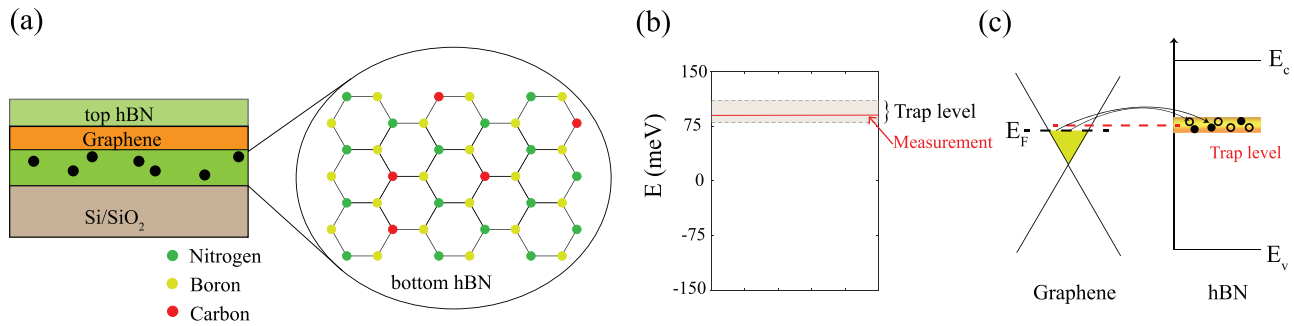 (a)
top hBN
Graphene
Si/SiO2
Nitrogen
Boron
Carbon
bottom hBN
(b)
E (meV)
150
75
0
-75
-150
Trap level
Measurement
(c)
EF
Ec
Trap level
Ev
Graphene
hBN